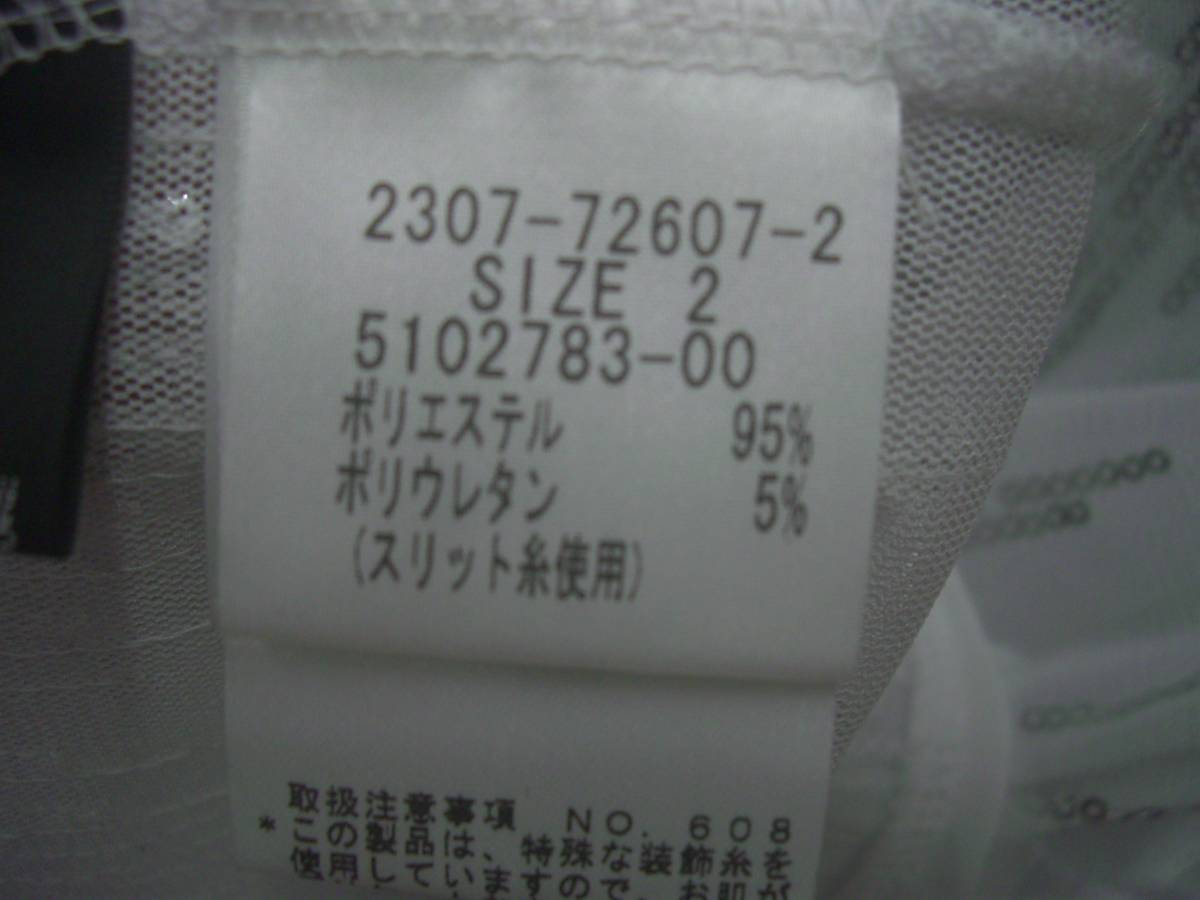 2307-72607-2
SIZE 2
5102783-00
ポリエステル 95%
ポリウレタン 5%
(スリット糸使用)
取扱注意事項 NO. 608
*この製品は、特殊な装飾糸を
使用していますので、お肌が